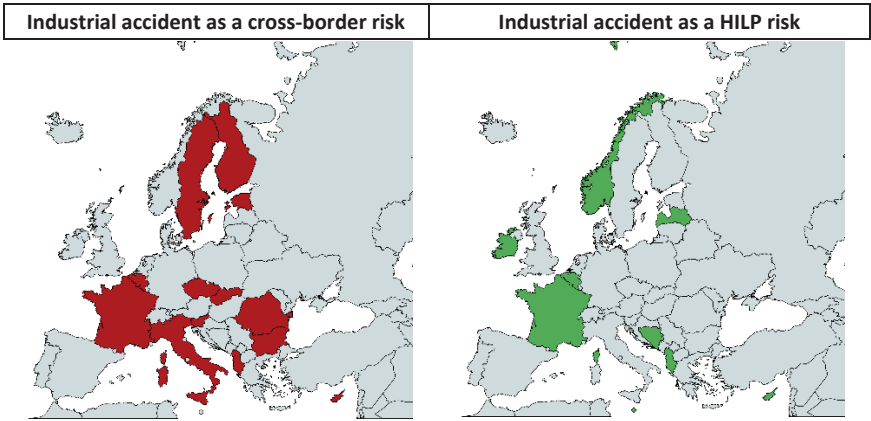 Industrial accident as a cross-border risk
Industrial accident as a HILP risk